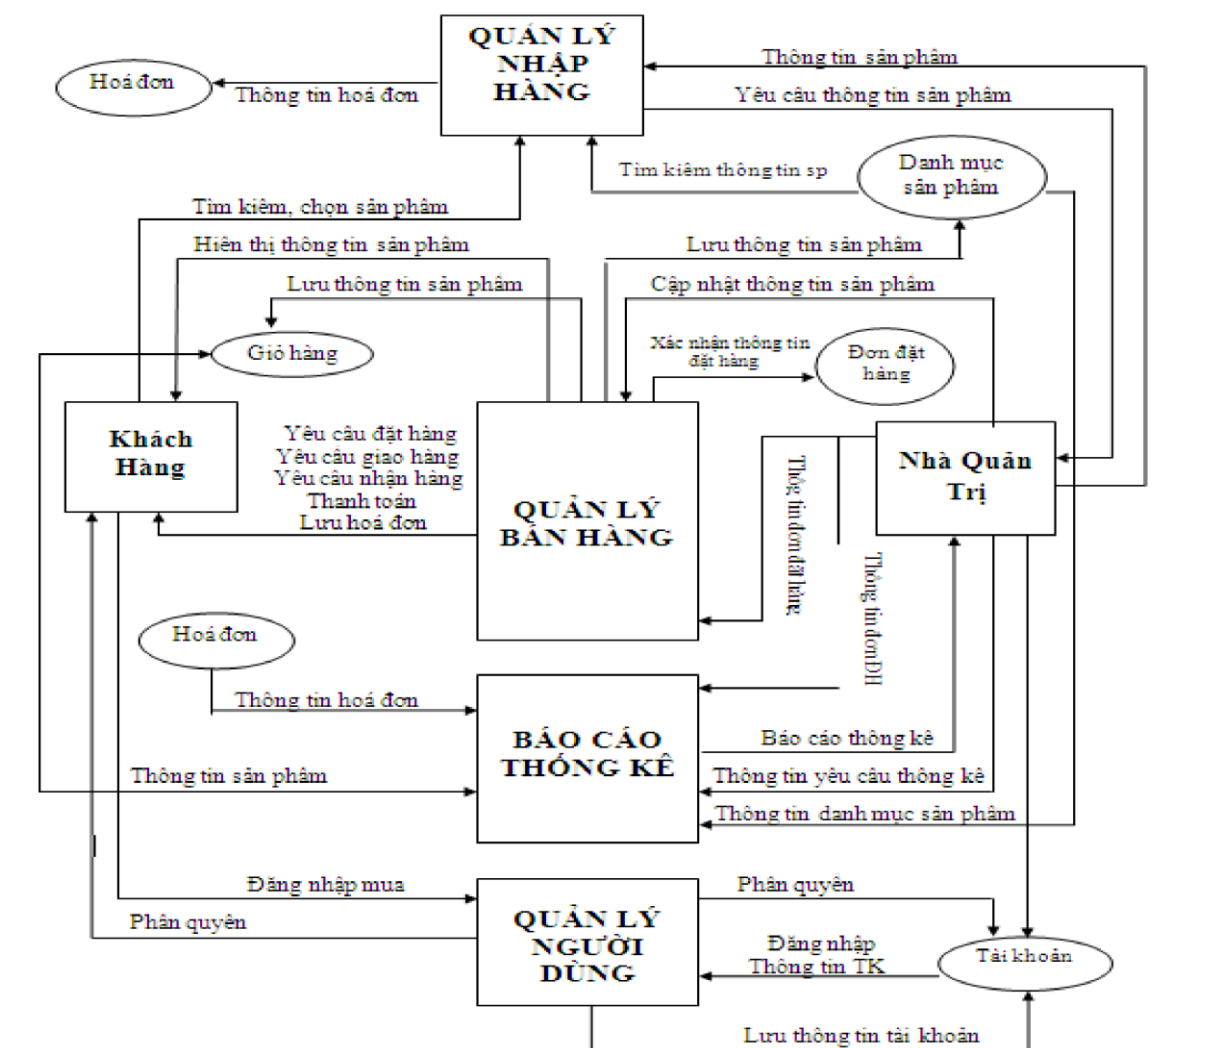 QUẢN LÝ
NHẬP
HÀNG
Hoá đơn
Thông tin hoá đơn
Thông tin sản phẩm
Yêu cầu thông tin sản phẩm
Tìm kiếm thông tin sp
Danh mục
sản phẩm
Tìm kiếm, chọn sản phẩm
Hiển thị thông tin sản phẩm
Lưu thông tin sản phẩm
Lưu thông tin sản phẩm
Cập nhật thông tin sản phẩm
Giỏ hàng
Xác nhận thông tin
đặt hàng
Đơn đặt
hàng
Khách
Hàng
Yêu cầu đặt hàng
Yêu cầu giao hàng
Yêu cầu nhận hàng
Thanh toán
Lưu hoá đơn
QUẢN LÝ
BÁN HÀNG
Nhà Quản
Trị
Thông tin đơn đặt hàng
Thông tin đơn ĐH
Hoá đơn
Thông tin hoá đơn
BÁO CÁO
THỐNG KÊ
Báo cáo thống kê
Thông tin sản phẩm
Thông tin yêu cầu thống kê
Thông tin danh mục sản phẩm
Đăng nhập mua
Phân quyền
Phân quyền
QUẢN LÝ
NGƯỜI
DÙNG
Đăng nhập
Thông tin TK
Tài khoản
Lưu thông tin tài khoản